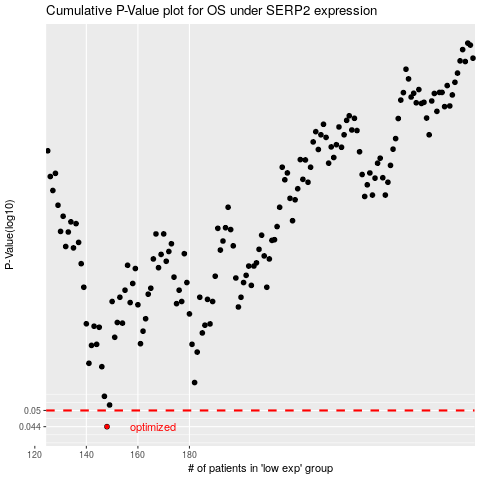 Cumulative P-Value plot for OS under SERP2 expression
P-Value(log10)
0.05
0.044
optimized
120 140 160 180
# of patients in 'low exp' group